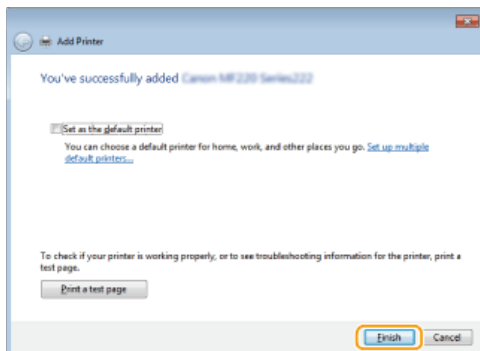 Add Printer
You've successfully added Canon MF220 Series222
Set as the default printer
You can choose a default printer for home, work, and other places you go. Set up multiple
default printers...
To check if your printer is working properly, or to see troubleshooting information for the printer, print a
test page.
Print a test page
Finish
Cancel